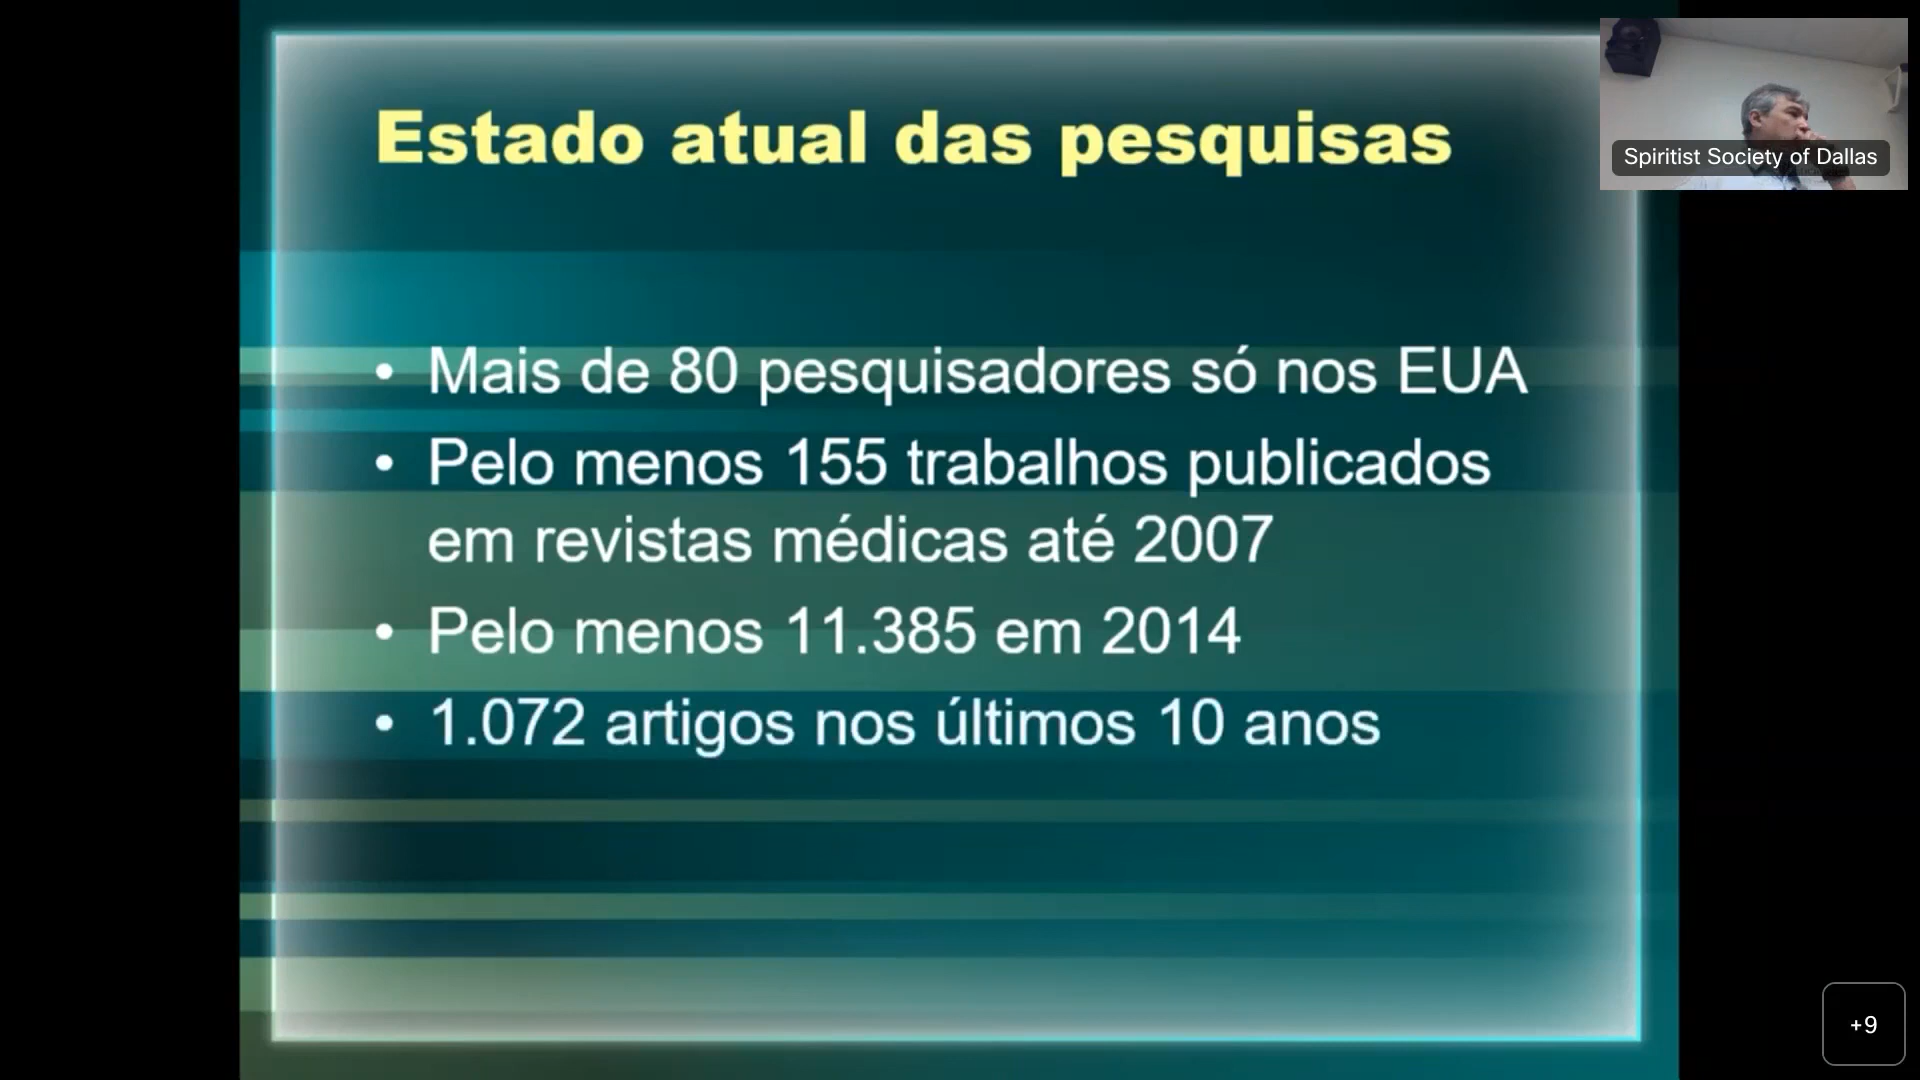 Estado atual das pesquisas
Spiritist Society of Dallas
• Mais de 80 pesquisadores só nos EUA
• Pelo menos 155 trabalhos publicados
em revistas médicas até 2007
• Pelo menos 11.385 em 2014
• 1.072 artigos nos últimos 10 anos
+9